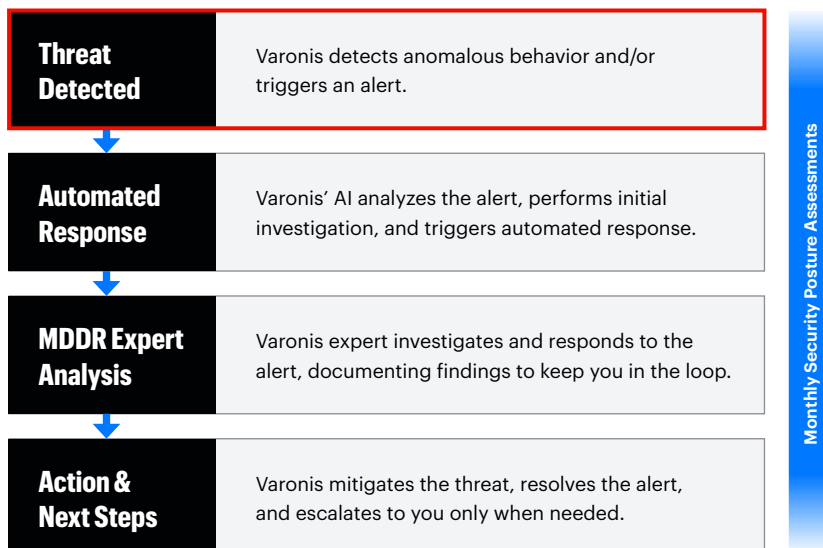 Threat
Detected
Varonis detects anomalous behavior and/or
triggers an alert.
Automated
Response
Varonis’ AI analyzes the alert, performs initial
investigation, and triggers automated response.
MDDR Expert
Analysis
Varonis expert investigates and responds to the
alert, documenting findings to keep you in the loop.
Action &
Next Steps
Varonis mitigates the threat, resolves the alert,
and escalates to you only when needed.
Monthly Security Posture Assessments